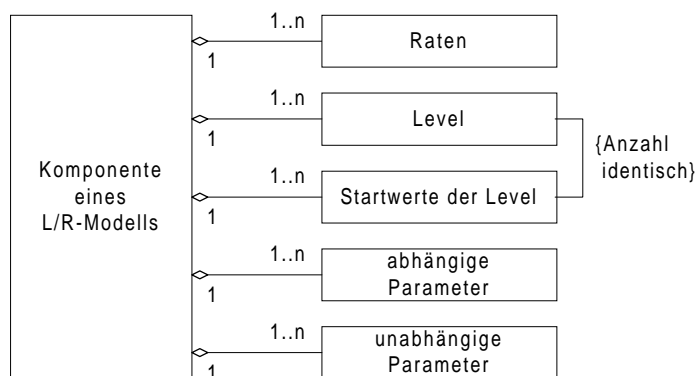 1..n
Raten
1
1..n
Level
1
{Anzahl
identisch}
Komponente
eines
L/R-Modells
1..n
Startwerte der Level
1
1..n
abhängige
Parameter
1
1..n
unabhängige
Parameter
1